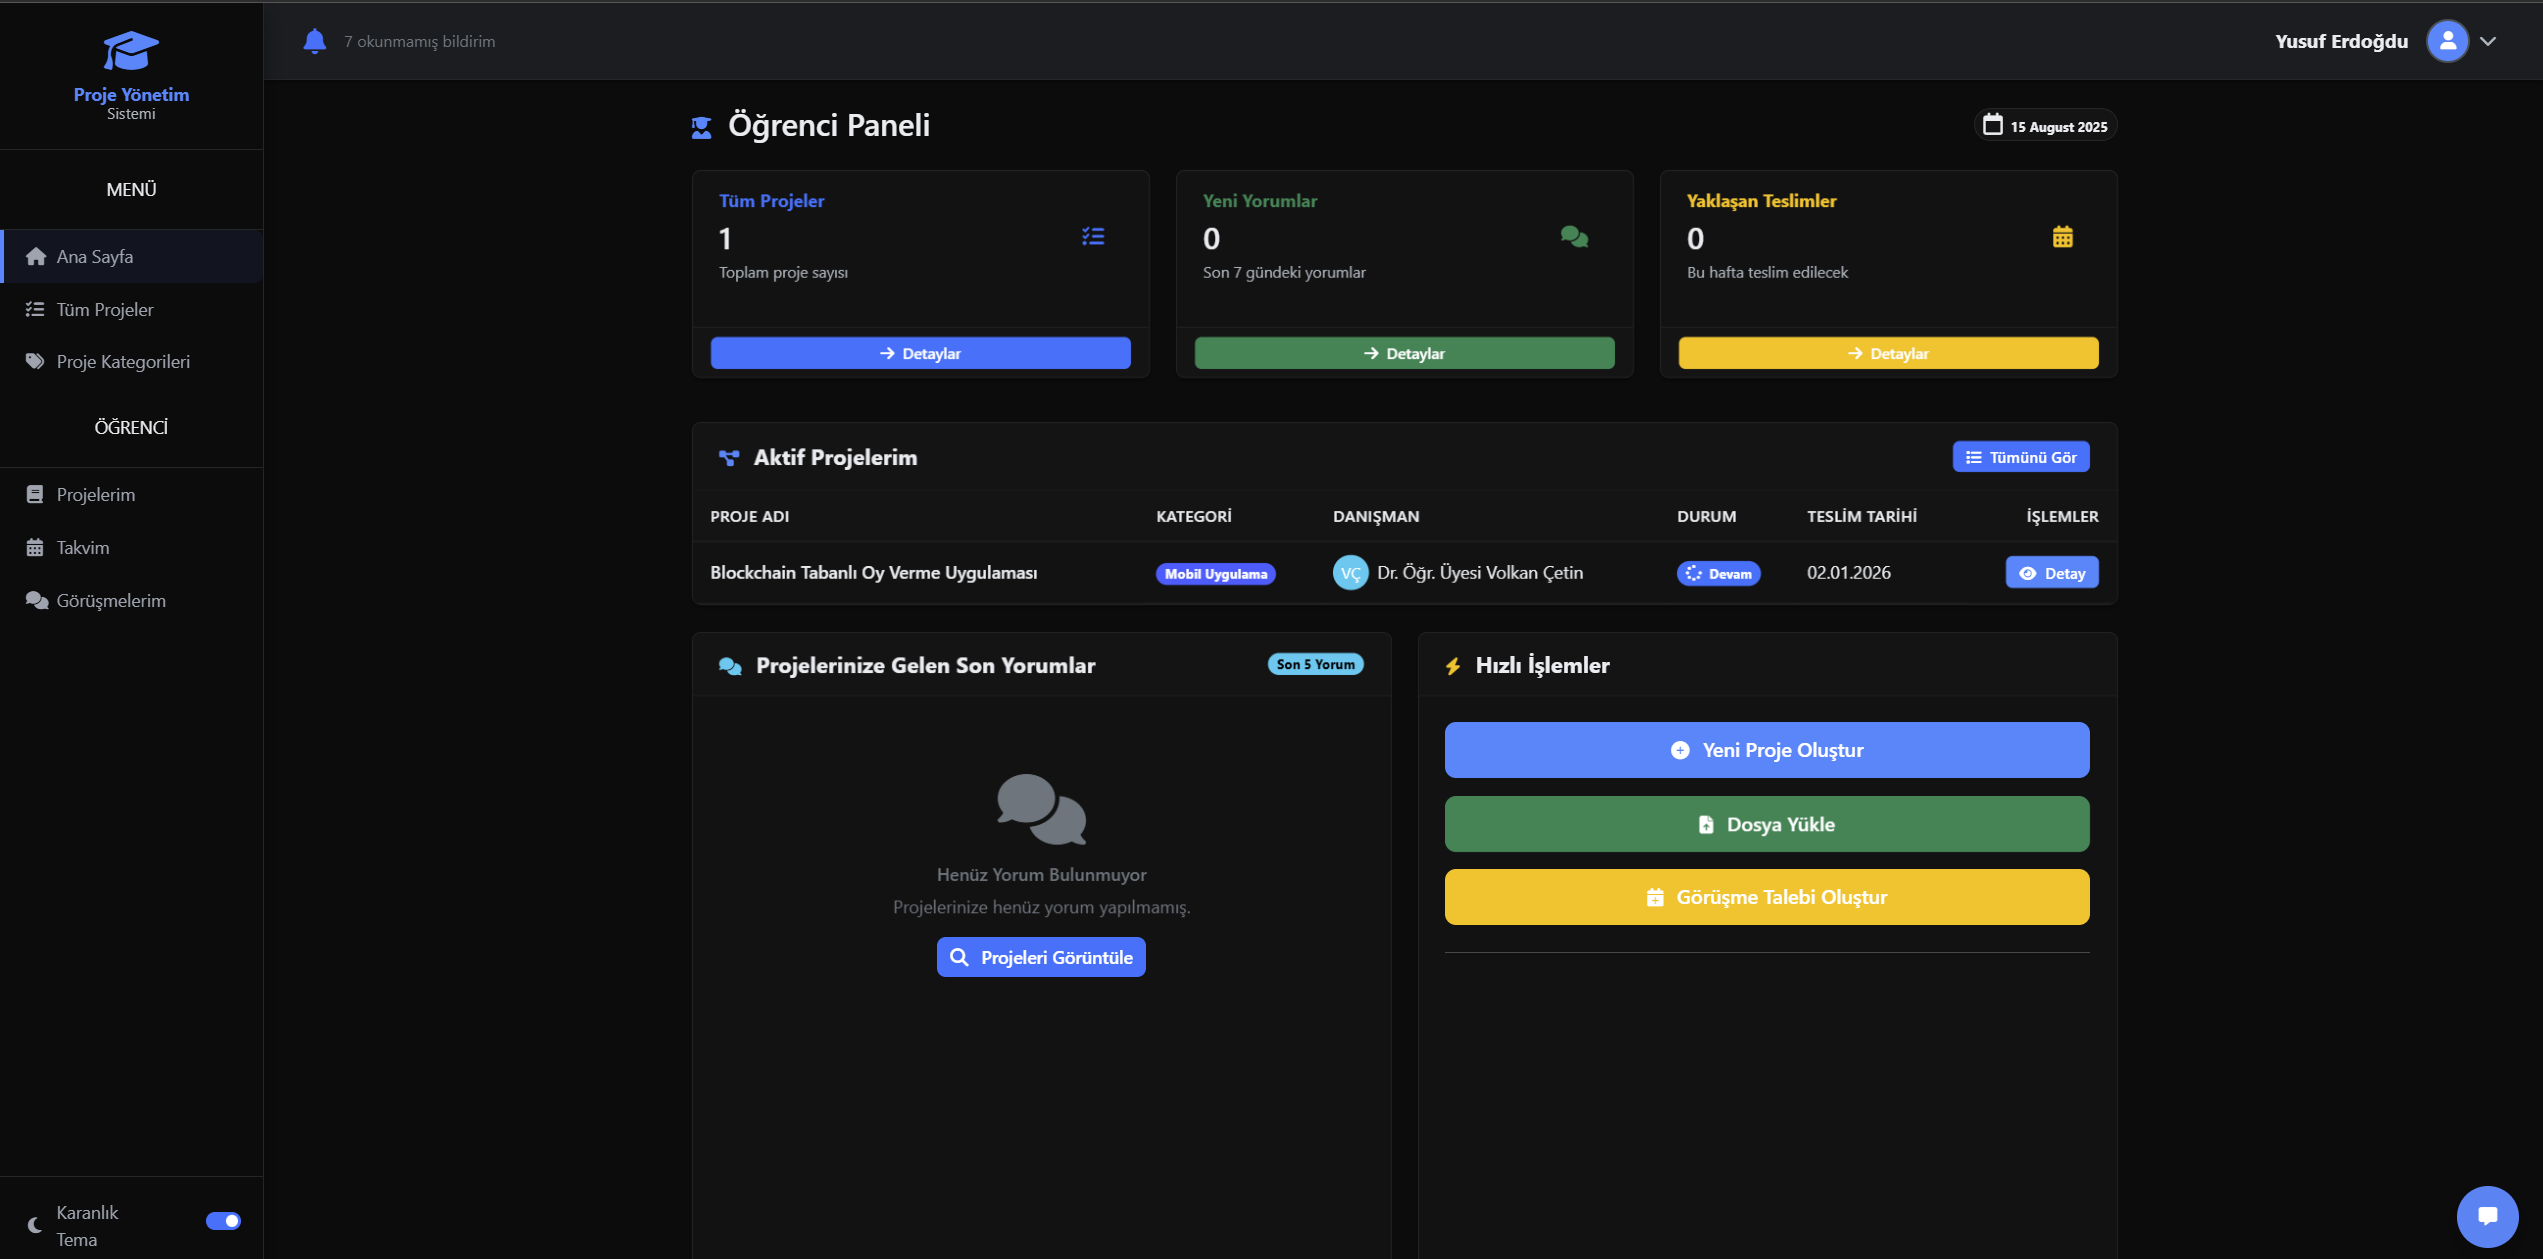 Proje Yönetim
Sistemi
MENÜ
Ana Sayfa
Tüm Projeler
Proje Kategorileri
ÖĞRENCİ
Projelerim
Takvim
Görüşmelerim
Karanlık
Tema
7 okunmamış bildirim
Yusuf Erdoğdu
Öğrenci Paneli
15 August 2025
Tüm Projeler
1
Toplam proje sayısı
Detaylar
Yeni Yorumlar
0
Son 7 gündeki yorumlar
Detaylar
Yaklaşan Teslimler
0
Bu hafta teslim edilecek
Detaylar
Aktif Projelerim
Tümünü Gör
PROJE ADI KATEGORİ DANIŞMAN DURUM TESLİM TARİHİ İŞLEMLER
Blockchain Tabanlı Oy Verme Uygulaması Mobil Uygulama VÇ Dr. Öğr. Üyesi Volkan Çetin Devam 02.01.2026 Detay
Projelerinize Gelen Son Yorumlar
Son 5 Yorum
Henüz Yorum Bulunmuyor
Projelerinize henüz yorum yapılmamış.
Projeleri Görüntüle
Hızlı İşlemler
Yeni Proje Oluştur
Dosya Yükle
Görüşme Talebi Oluştur